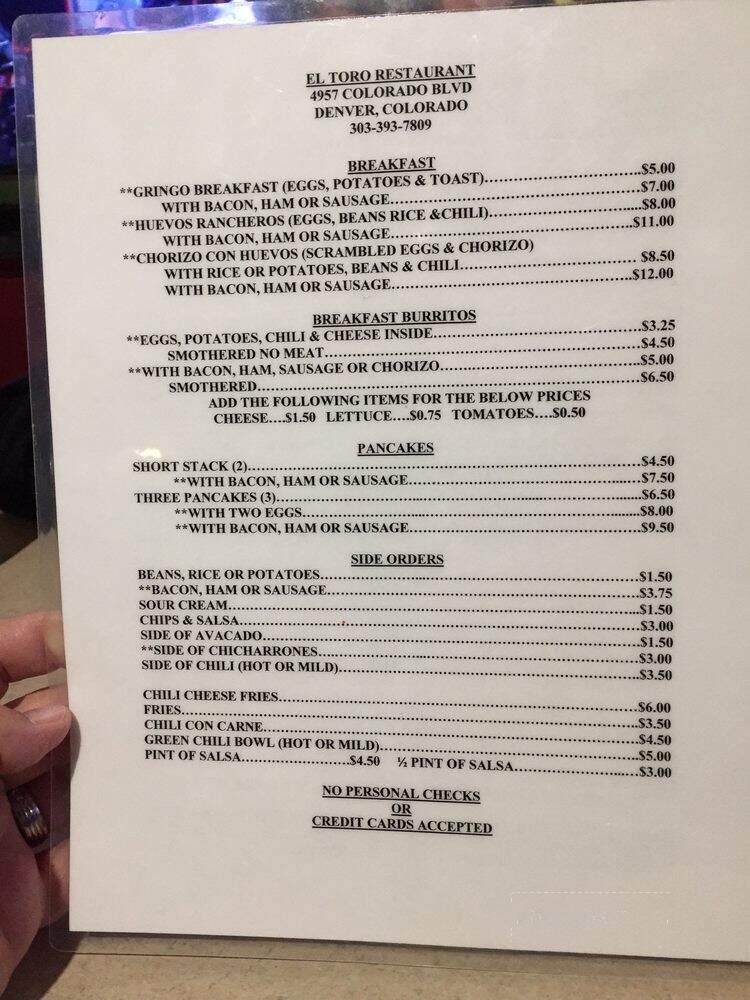 EL TORO RESTAURANT
4957 COLORADO BLVD
DENVER, COLORADO
303-393-7809
BREAKFAST
**GRINGO BREAKFAST (EGGS, POTATOES & TOAST)....$5.00
WITH BACON, HAM OR SAUSAGE....$7.00
**HUEVOS RANCHEROS (EGGS, BEANS RICE &CHILI)....$8.00
WITH BACON, HAM OR SAUSAGE....$11.00
**CHORIZO CON HUEVOS (SCRAMBLED EGGS & CHORIZO)
WITH RICE OR POTATOES, BEANS & CHILI.... $8.50
WITH BACON, HAM OR SAUSAGE....$12.00
BREAKFAST BURRITOS
**EGGS, POTATOES, CHILI & CHEESE INSIDE....$3.25
SMOTHERED NO MEAT....$4.50
**WITH BACON, HAM, SAUSAGE OR CHORIZO....$5.00
SMOTHERED....$6.50
ADD THE FOLLOWING ITEMS FOR THE BELOW PRICES
CHEESE....$1.50 LETTUCE....$0.75 TOMATOES....$0.50
PANCAKES
SHORT STACK (2)....$4.50
**WITH BACON, HAM OR SAUSAGE....$7.50
THREE PANCAKES (3)....$6.50
**WITH TWO EGGS....$8.00
**WITH BACON, HAM OR SAUSAGE....$9.50
SIDE ORDERS
BEANS, RICE OR POTATOES....$1.50
**BACON, HAM OR SAUSAGE....$3.75
SOUR CREAM....$1.50
CHIPS & SALSA....$3.00
SIDE OF AVACADO....$1.50
**SIDE OF CHICHARRONES....$3.00
SIDE OF CHILI (HOT OR MILD)....$3.50
CHILI CHEESE FRIES....$6.00
FRIES....$3.50
CHILI CON CARNE....$4.50
GREEN CHILI BOWL (HOT OR MILD)....$5.00
PINT OF SALSA....$4.50 ½ PINT OF SALSA....$3.00
NO PERSONAL CHECKS
OR
CREDIT CARDS ACCEPTED